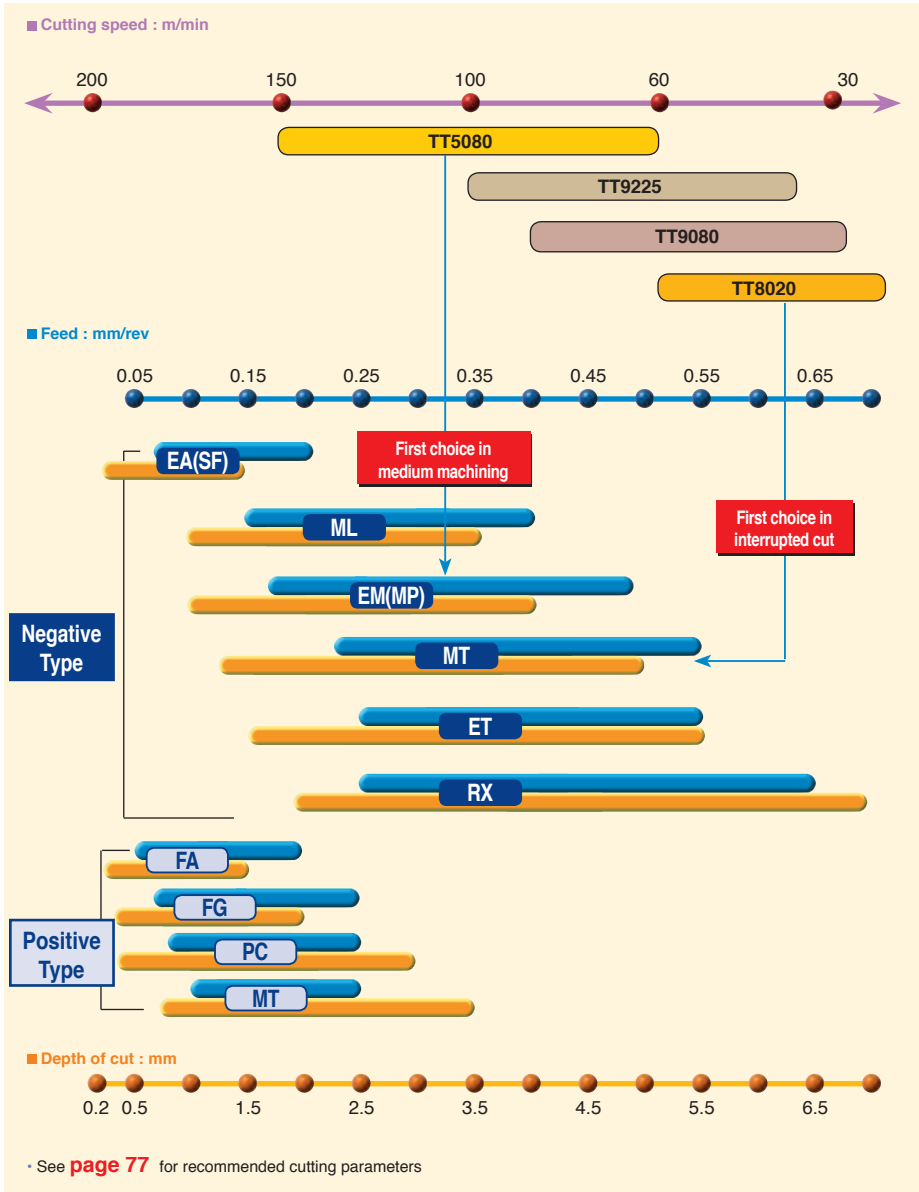 Cutting speed : m/min
200 150 100 60 30
TT5080
TT9225
TT9080
TT8020
Feed : mm/rev
0.05 0.15 0.25 0.35 0.45 0.55 0.65
First choice in
medium machining
First choice in
interrupted cut
Negative
Type
EA(SF)
ML
EM(MP)
MT
ET
RX
Positive
Type
FA
FG
PC
MT
Depth of cut : mm
0.2 0.5 1.5 2.5 3.5 4.5 5.5 6.5
· See page 77 for recommended cutting parameters